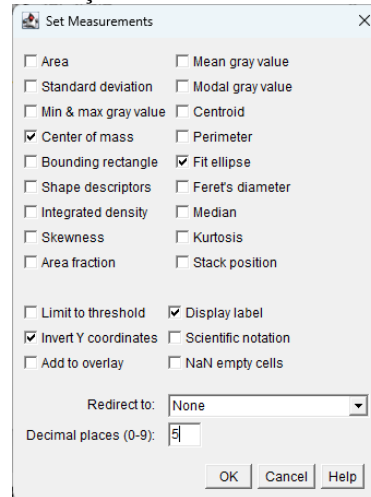 Set Measurements
Area Mean gray value
Standard deviation Modal gray value
Min & max gray value Centroid
Center of mass Perimeter
Bounding rectangle Fit ellipse
Shape descriptors Feret's diameter
Integrated density Median
Skewness Kurtosis
Area fraction Stack position
Limit to threshold Display label
Invert Y coordinates Scientific notation
Add to overlay NaN empty cells
Redirect to: None
Decimal places (0-9): 5
OK Cancel Help